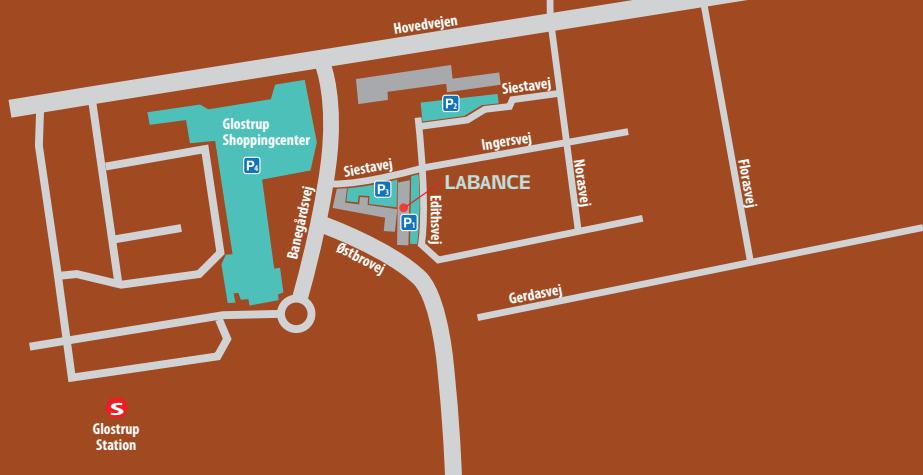 Hovedvejen
Siestavej
P2
Glostrup
Shoppingcenter
P4
Ingersvej
Siestavej
P3
LABANCE
Norasvej
Florasvej
Banegårdsvej
Edithsvej
P1
Østbrovej
Gerdasvej
S
Glostrup
Station